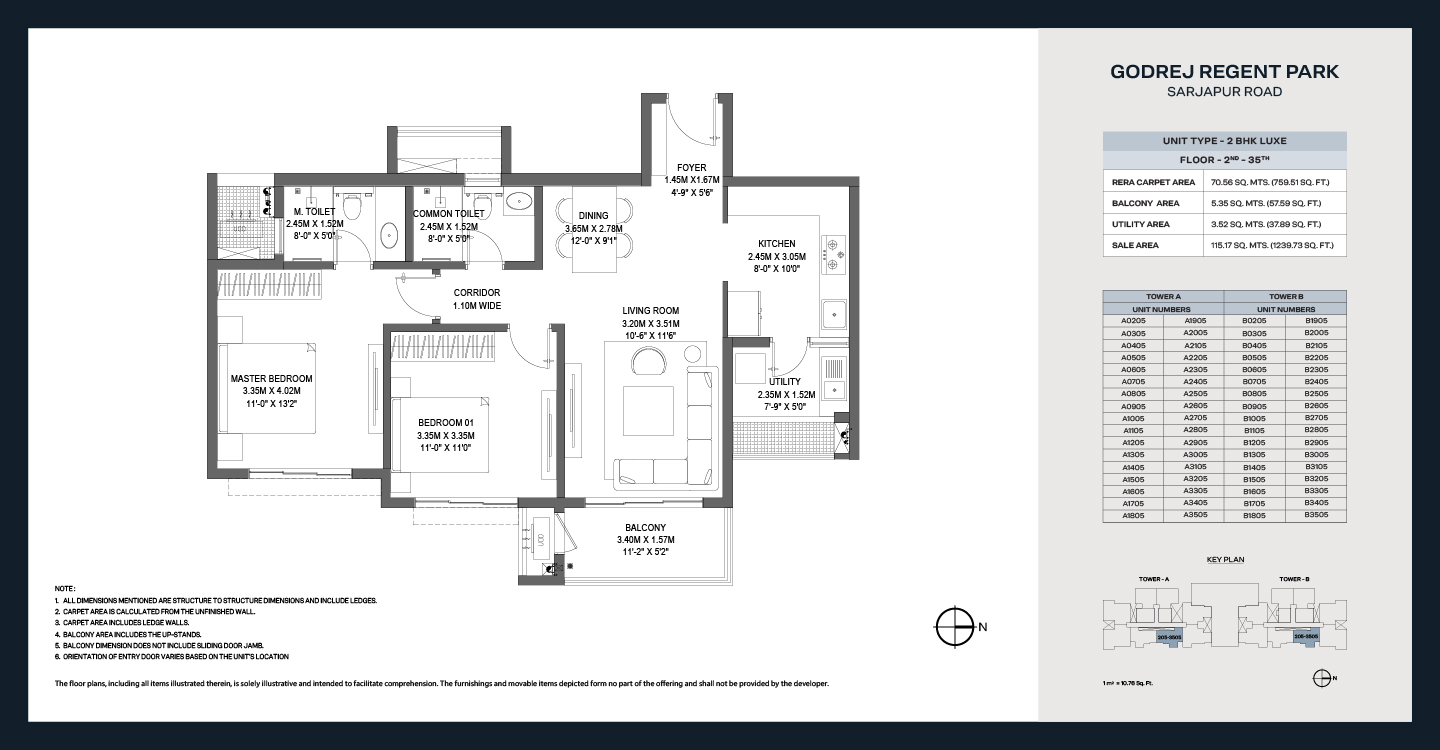 FOYER
1.45M X1.67M
4'-9" X 5'6"
M. TOILET
2.45M X 1.52M
8'-0" X 5'0"
COMMON TOILET
2.45M X 1.52M
8'-0" X 5'0"
DINING
3.65M X 2.78M
12'-0" X 9'1"
KITCHEN
2.45M X 3.05M
8'-0" X 10'0"
CORRIDOR
1.10M WIDE
LIVING ROOM
3.20M X 3.51M
10'-6" X 11'6"
MASTER BEDROOM
3.35M X 4.02M
11'-0" X 13'2"
BEDROOM 01
3.35M X 3.35M
11'-0" X 11'0"
UTILITY
2.35M X 1.52M
7'-9" X 5'0"
BALCONY
3.40M X 1.57M
11'-2" X 5'2"
ODU
ODU
NOTE:
1. ALL DIMENSIONS MENTIONED ARE STRUCTURE TO STRUCTURE DIMENSIONS AND INCLUDE LEDGES.
2. CARPET AREA IS CALCULATED FROM THE UNFINISHED WALL.
3. CARPET AREA INCLUDES LEDGE WALLS.
4. BALCONY AREA INCLUDES THE UP-STANDS.
5. BALCONY DIMENSION DOES NOT INCLUDE SLIDING DOOR JAMB.
6. ORIENTATION OF ENTRY DOOR VARIES BASED ON THE UNIT'S LOCATION
N
The floor plans, including all items illustrated therein, is solely illustrative and intended to facilitate comprehension. The furnishings and movable items depicted form no part of the offering and shall not be provided by the developer.
GODREJ REGENT PARK
SARJAPUR ROAD
UNIT TYPE - 2 BHK LUXE
FLOOR - 2ND - 35TH
RERA CARPET AREA 70.56 SQ. MTS. (759.51 SQ. FT.)
BALCONY AREA 5.35 SQ. MTS. (57.59 SQ. FT.)
UTILITY AREA 3.52 SQ. MTS. (37.89 SQ. FT.)
SALE AREA 115.17 SQ. MTS. (1239.73 SQ. FT.)
TOWER A TOWER B
UNIT NUMBERS UNIT NUMBERS
A0205 A1905 B0205 B1905
A0305 A2005 B0305 B2005
A0405 A2105 B0405 B2105
A0505 A2205 B0505 B2205
A0605 A2305 B0605 B2305
A0705 A2405 B0705 B2405
A0805 A2505 B0805 B2505
A0905 A2605 B0905 B2605
A1005 A2705 B1005 B2705
A1105 A2805 B1105 B2805
A1205 A2905 B1205 B2905
A1305 A3005 B1305 B3005
A1405 A3105 B1405 B3105
A1505 A3205 B1505 B3205
A1605 A3305 B1605 B3305
A1705 A3405 B1705 B3405
A1805 A3505 B1805 B3505
KEY PLAN
TOWER - A TOWER - B
205-3505 205-3505
1 m² = 10.76 Sq. Ft.
N